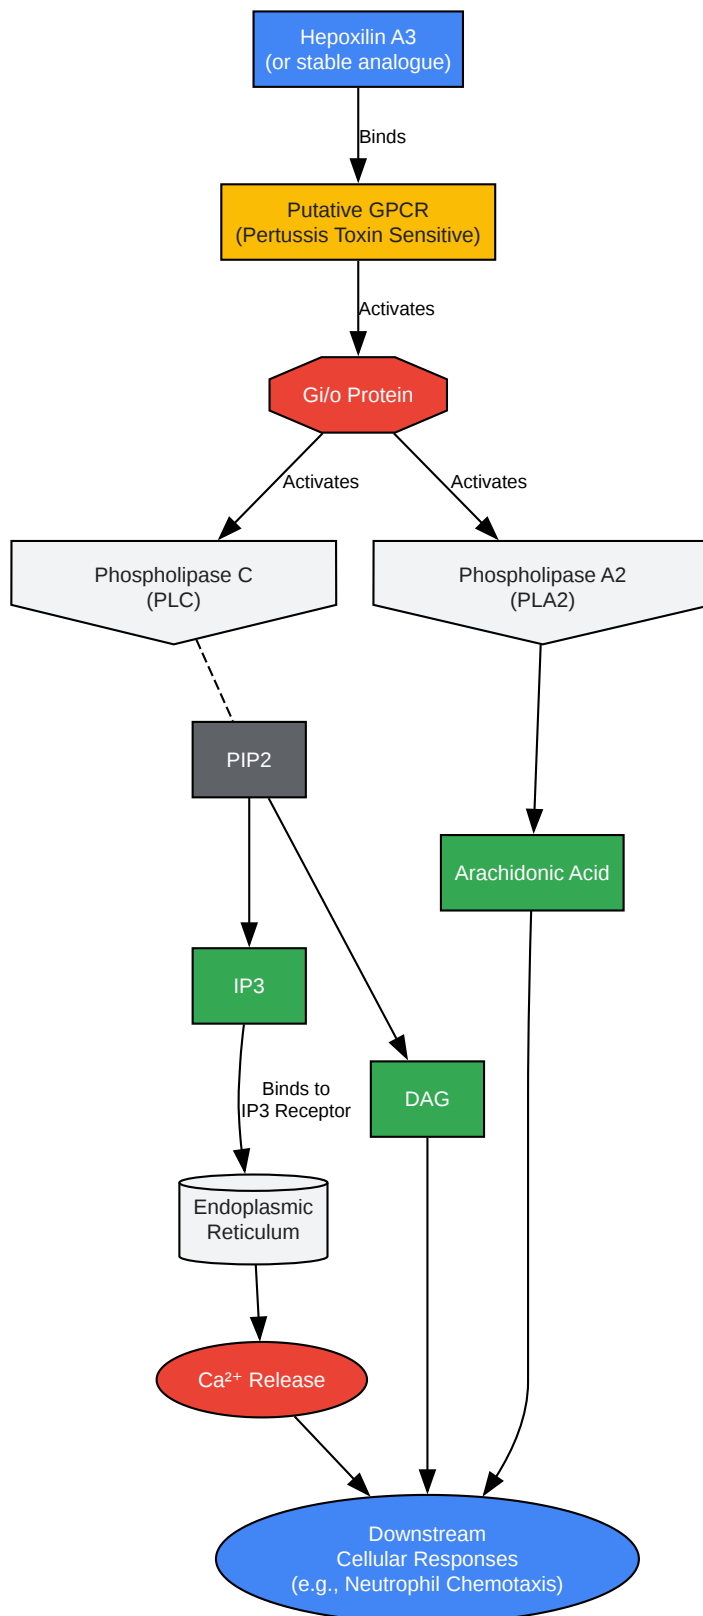 Hepoxilin A3
(or stable analogue)
Binds
Putative GPCR
(Pertussis Toxin Sensitive)
Activates
Gi/o Protein
Activates
Activates
Phospholipase C
(PLC)
Phospholipase A2
(PLA2)
PIP2
Arachidonic Acid
IP3
Binds to
IP3 Receptor
DAG
Endoplasmic
Reticulum
Ca²⁺ Release
Downstream
Cellular Responses
(e.g., Neutrophil Chemotaxis)